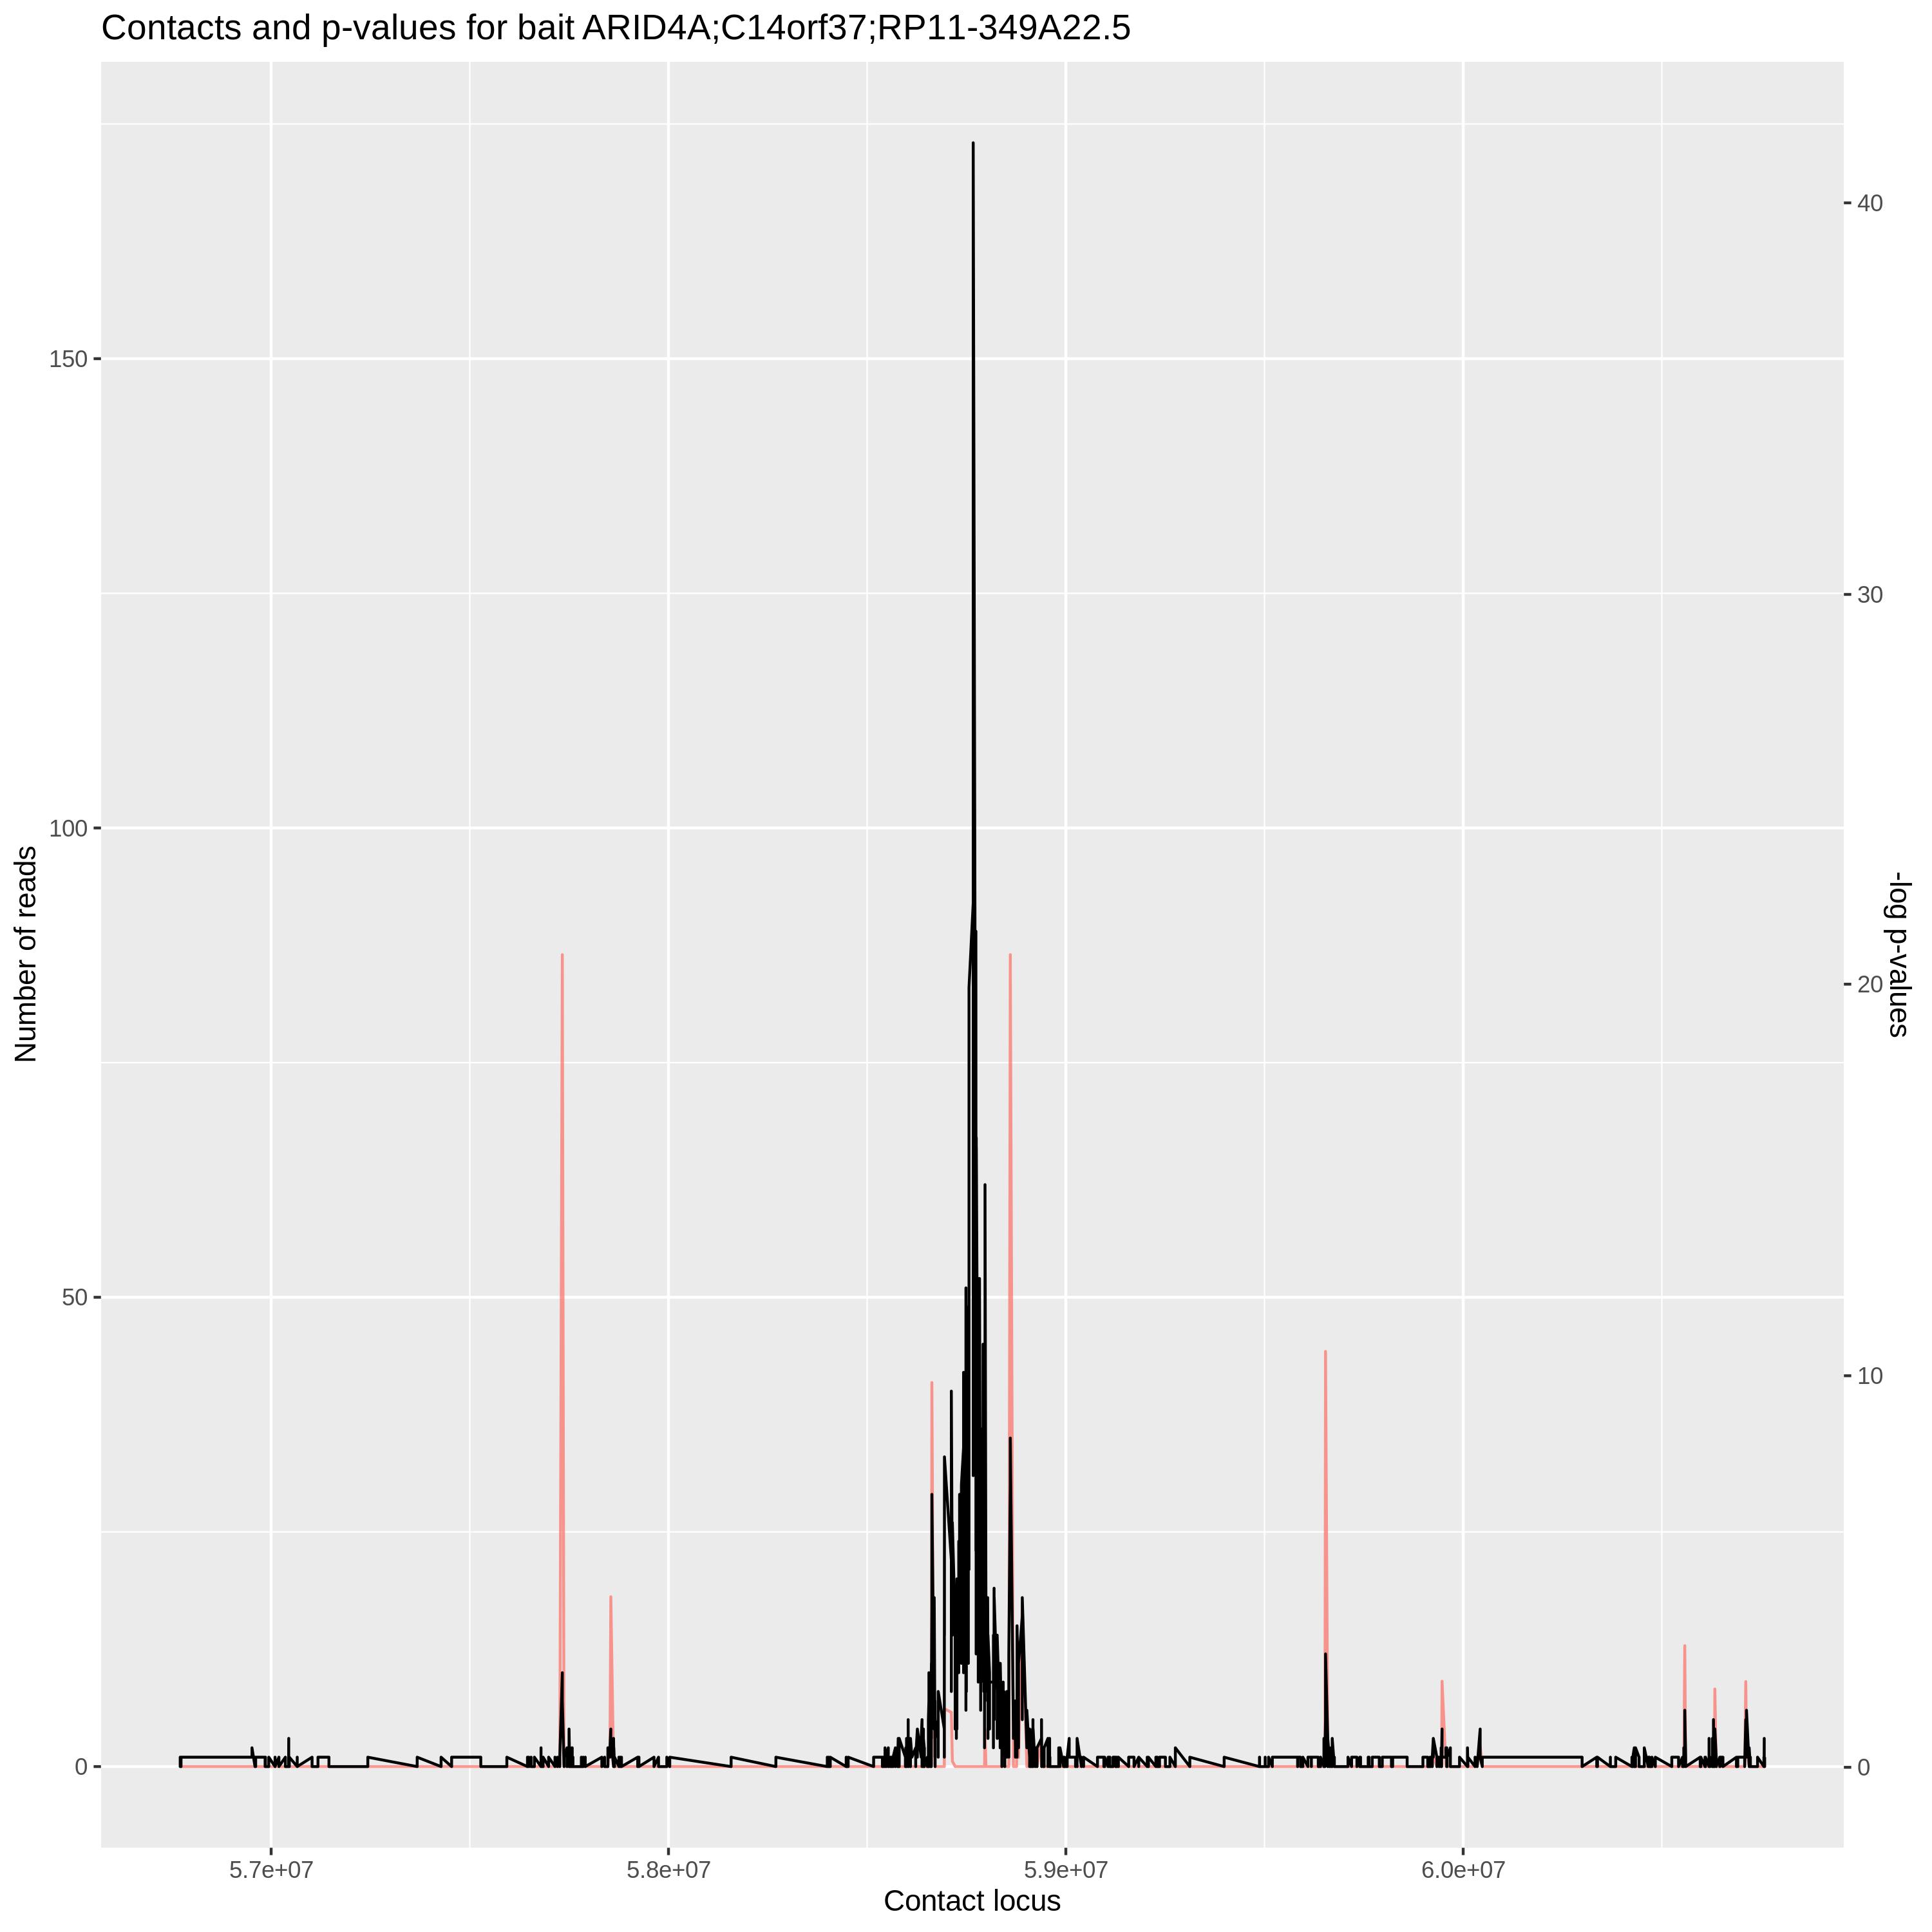 Contacts and p-values for bait ARID4A;C14orf37;RP11-349A22.5
150
100
50
0
Number of reads
40
30
20
10
0
-log p-values
5.7e+07
5.8e+07
5.9e+07
6.0e+07
Contact locus